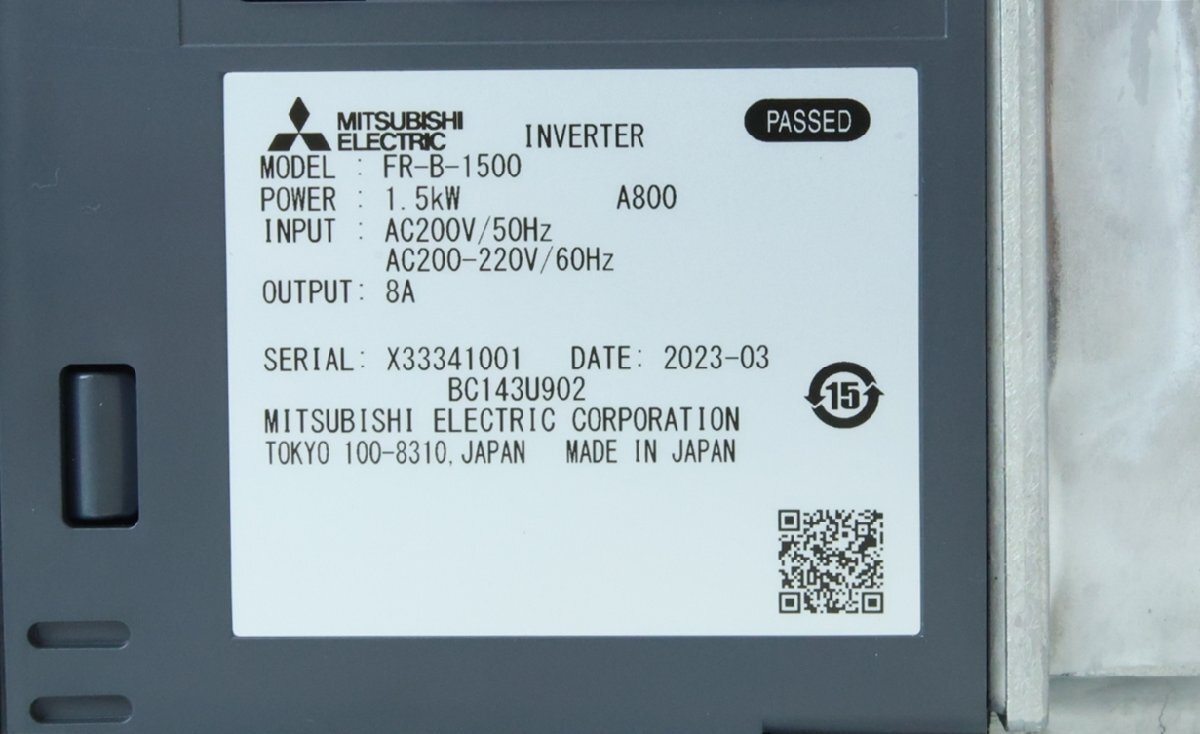 MITSUBISHI
ELECTRIC
INVERTER
PASSED
MODEL : FR-B-1500
POWER : 1.5kW A800
INPUT : AC200V/50Hz
AC200-220V/60Hz
OUTPUT: 8A
SERIAL: X33341001 DATE: 2023-03
BC143U902
15
MITSUBISHI ELECTRIC CORPORATION
TOKYO 100-8310, JAPAN MADE IN JAPAN